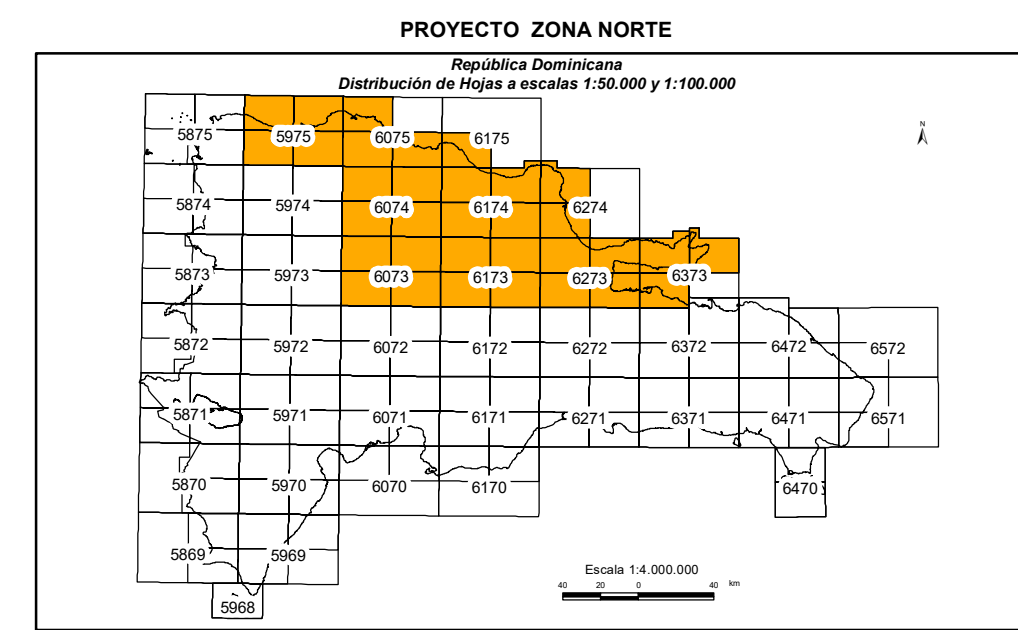 PROYECTO ZONA NORTE
República Dominicana
Distribución de Hojas a escalas 1:50.000 y 1:100.000
N
5875 5975 6075 6175
5874 5974 6074 6174 6274
5873 5973 6073 6173 6273 6373
5872 5972 6072 6172 6272 6372 6472 6572
5871 5971 6071 6171 6271 6371 6471 6571
5870 5970 6070 6170 6470
5869 5969
5968
Escala 1:4.000.000
40 20 0 40 km